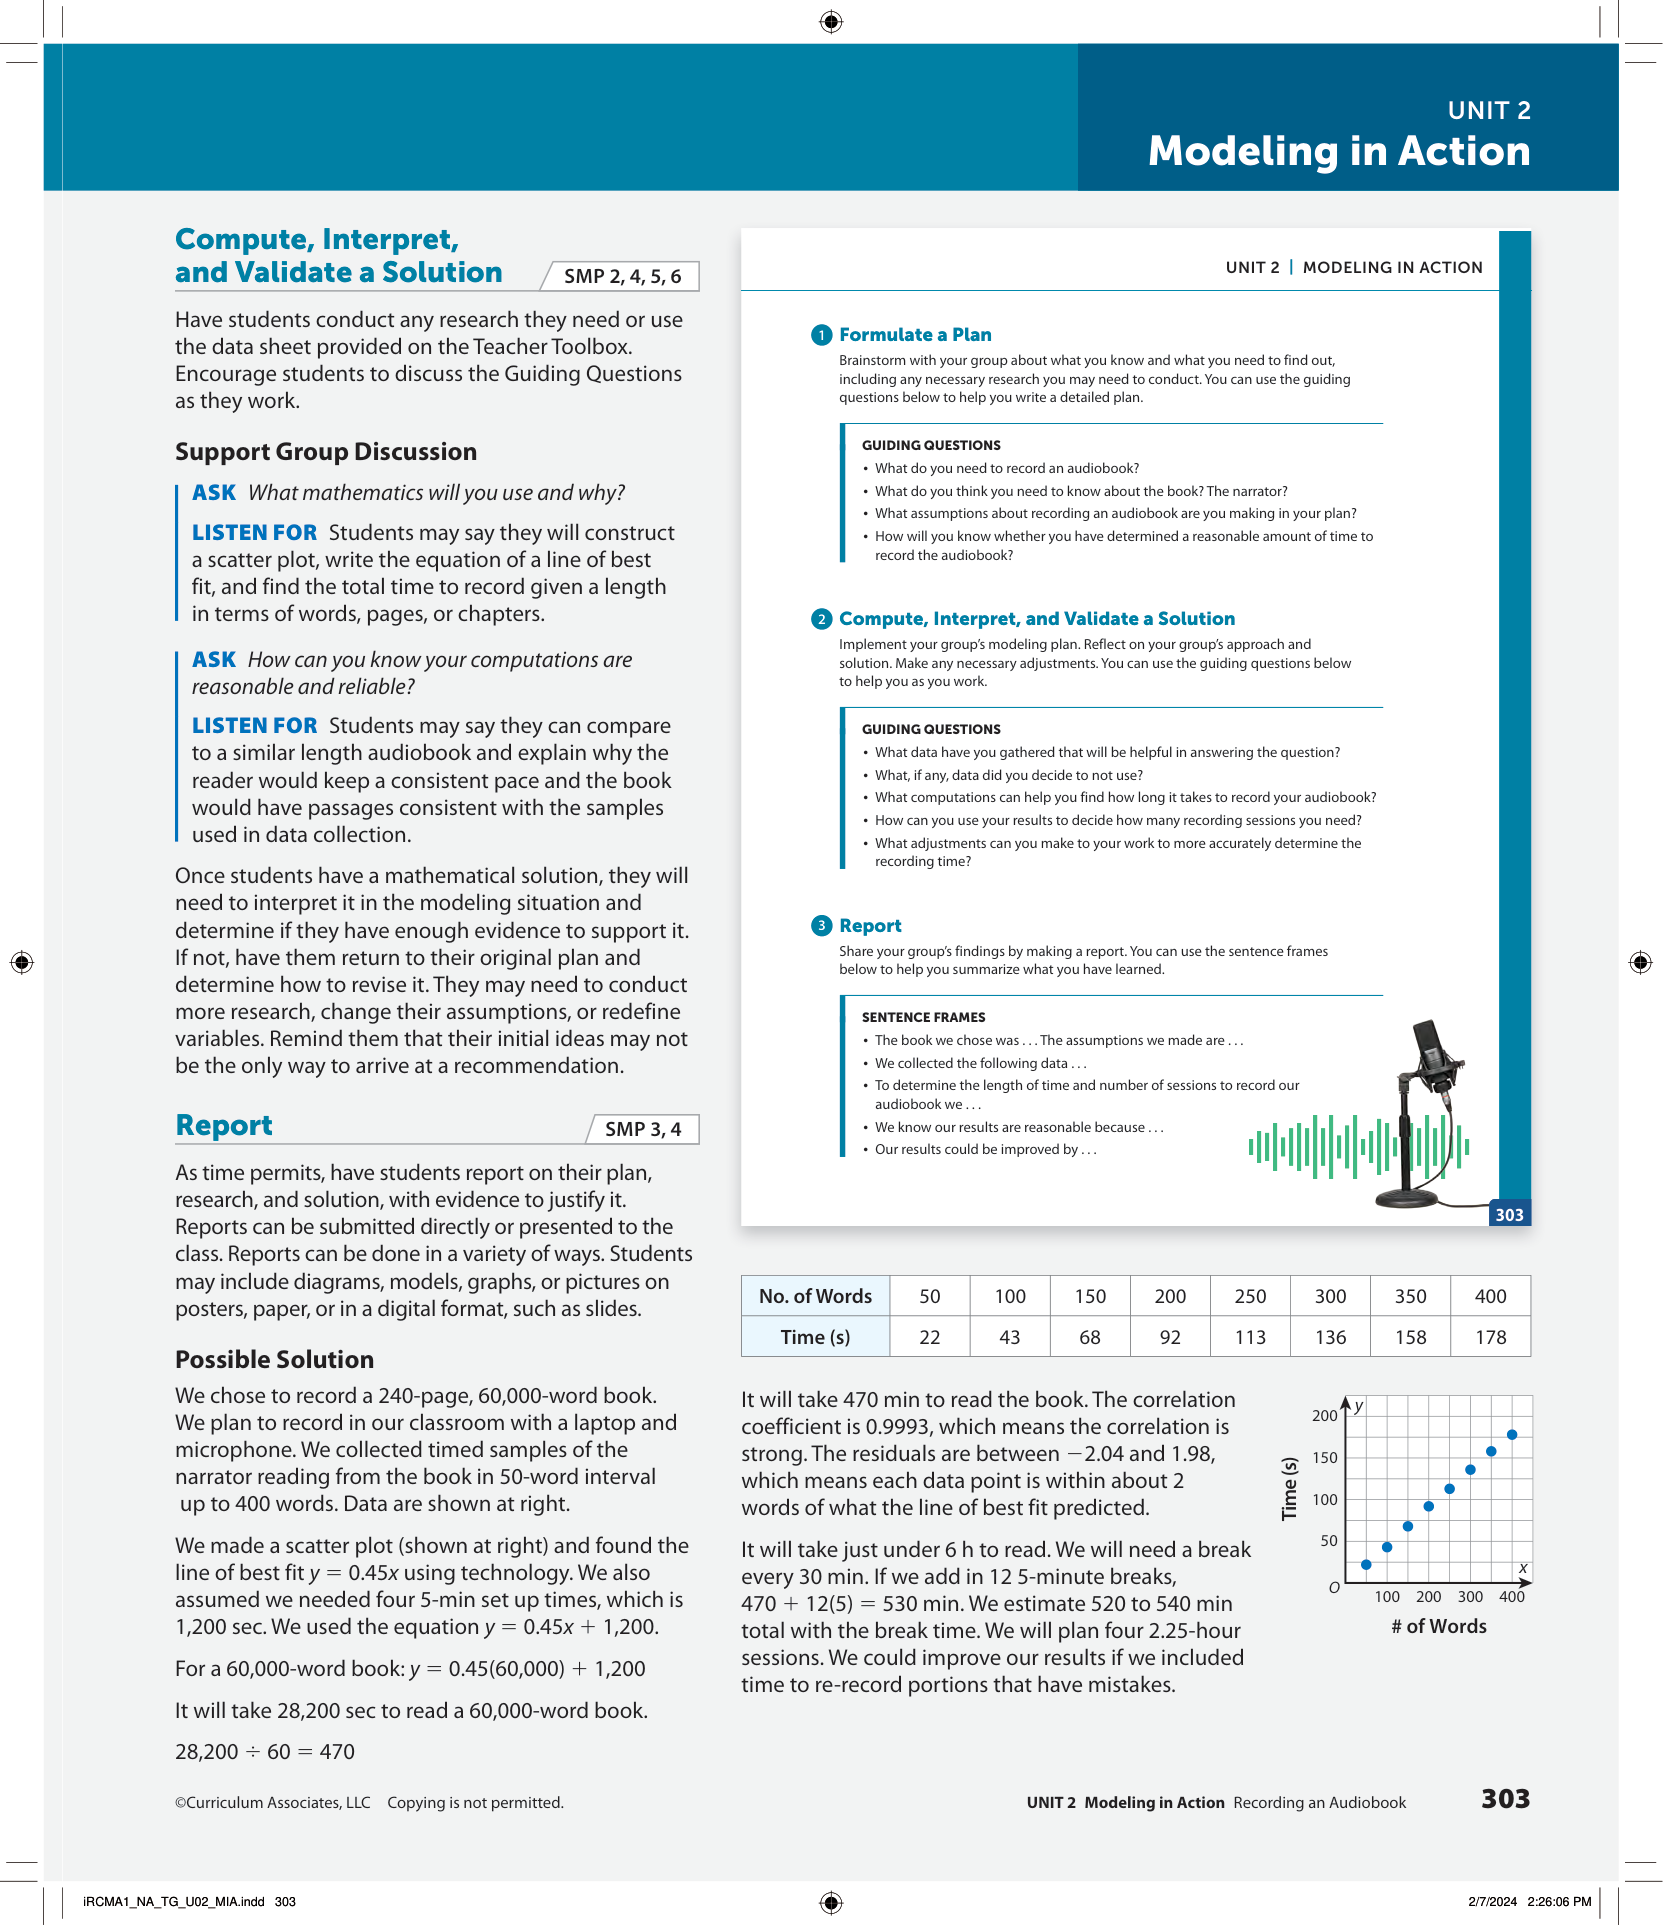 UNIT 2
Modeling in Action
Compute, Interpret,
and Validate a Solution
SMP 2, 4, 5, 6
Have students conduct any research they need or use
the data sheet provided on the Teacher Toolbox.
Encourage students to discuss the Guiding Questions
as they work.
Support Group Discussion
ASK What mathematics will you use and why?
LISTEN FOR Students may say they will construct
a scatter plot, write the equation of a line of best
fit, and find the total time to record given a length
in terms of words, pages, or chapters.
ASK How can you know your computations are
reasonable and reliable?
LISTEN FOR Students may say they can compare
to a similar length audiobook and explain why the
reader would keep a consistent pace and the book
would have passages consistent with the samples
used in data collection.
Once students have a mathematical solution, they will
need to interpret it in the modeling situation and
determine if they have enough evidence to support it.
If not, have them return to their original plan and
determine how to revise it. They may need to conduct
more research, change their assumptions, or redefine
variables. Remind them that their initial ideas may not
be the only way to arrive at a recommendation.
Report
SMP 3, 4
As time permits, have students report on their plan,
research, and solution, with evidence to justify it.
Reports can be submitted directly or presented to the
class. Reports can be done in a variety of ways. Students
may include diagrams, models, graphs, or pictures on
posters, paper, or in a digital format, such as slides.
Possible Solution
We chose to record a 240-page, 60,000-word book.
We plan to record in our classroom with a laptop and
microphone. We collected timed samples of the
narrator reading from the book in 50-word interval
up to 400 words. Data are shown at right.
We made a scatter plot (shown at right) and found the
line of best fit y = 0.45x using technology. We also
assumed we needed four 5-min set up times, which is
1,200 sec. We used the equation y = 0.45x + 1,200.
For a 60,000-word book: y = 0.45(60,000) + 1,200
It will take 28,200 sec to read a 60,000-word book.
28,200 ÷ 60 = 470
UNIT 2 | MODELING IN ACTION
1 Formulate a Plan
Brainstorm with your group about what you know and what you need to find out,
including any necessary research you may need to conduct. You can use the guiding
questions below to help you write a detailed plan.
GUIDING QUESTIONS
• What do you need to record an audiobook?
• What do you think you need to know about the book? The narrator?
• What assumptions about recording an audiobook are you making in your plan?
• How will you know whether you have determined a reasonable amount of time to
record the audiobook?
2 Compute, Interpret, and Validate a Solution
Implement your group's modeling plan. Reflect on your group's approach and
solution. Make any necessary adjustments. You can use the guiding questions below
to help you as you work.
GUIDING QUESTIONS
• What data have you gathered that will be helpful in answering the question?
• What, if any, data did you decide to not use?
• What computations can help you find how long it takes to record your audiobook?
• How can you use your results to decide how many recording sessions you need?
• What adjustments can you make to your work to more accurately determine the
recording time?
3 Report
Share your group's findings by making a report. You can use the sentence frames
below to help you summarize what you have learned.
SENTENCE FRAMES
• The book we chose was . . . The assumptions we made are . . .
• We collected the following data . . .
• To determine the length of time and number of sessions to record our
audiobook we . . .
• We know our results are reasonable because . . .
• Our results could be improved by . . .
303
No. of Words 50 100 150 200 250 300 350 400
Time (s) 22 43 68 92 113 136 158 178
It will take 470 min to read the book. The correlation
coefficient is 0.9993, which means the correlation is
strong. The residuals are between −2.04 and 1.98,
which means each data point is within about 2
words of what the line of best fit predicted.
It will take just under 6 h to read. We will need a break
every 30 min. If we add in 12 5-minute breaks,
470 + 12(5) = 530 min. We estimate 520 to 540 min
total with the break time. We will plan four 2.25-hour
sessions. We could improve our results if we included
time to re-record portions that have mistakes.
y
200
150
100
50
Time (s)
O
x
100 200 300 400
# of Words
©Curriculum Associates, LLC Copying is not permitted.
UNIT 2 Modeling in Action Recording an Audiobook 303
iRCMA1_NA_TG_U02_MIA.indd 303
2/7/2024 2:26:06 PM